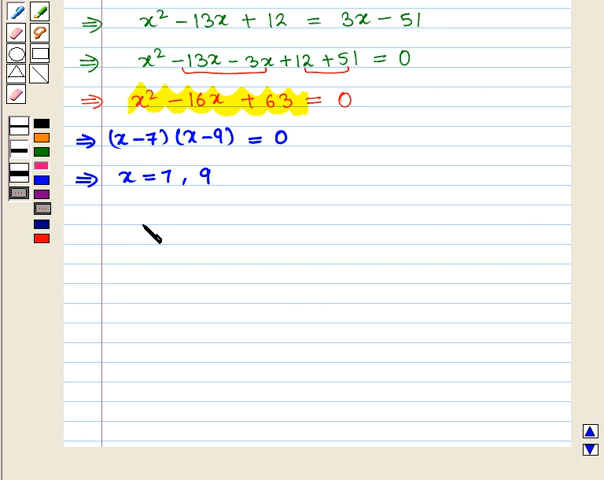 ⇒ x² - 13x + 12 = 3x - 51
⇒ x² - 13x - 3x + 12 + 51 = 0
⇒ x² - 16x + 63 = 0
⇒ (x-7) (x-9) = 0
⇒ x = 7, 9